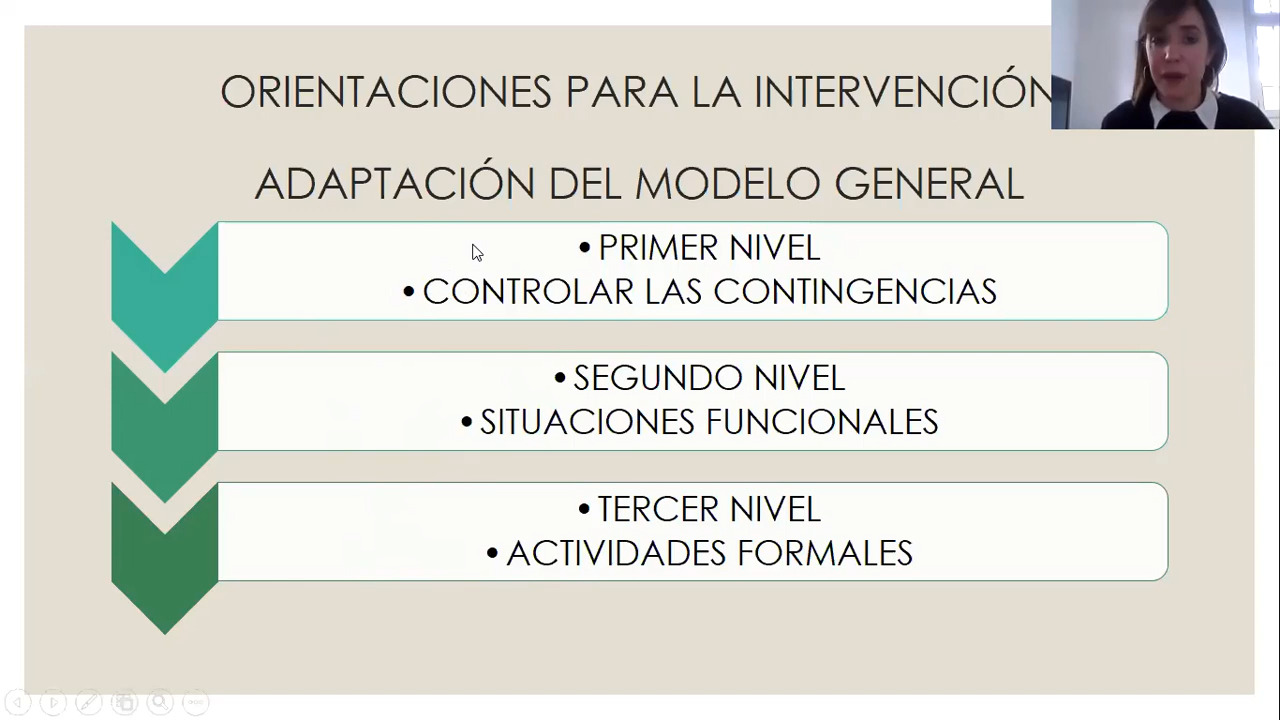 ORIENTACIONES PARA LA INTERVENCIÓN
ADAPTACIÓN DEL MODELO GENERAL
•PRIMER NIVEL
•CONTROLAR LAS CONTINGENCIAS
•SEGUNDO NIVEL
•SITUACIONES FUNCIONALES
•TERCER NIVEL
•ACTIVIDADES FORMALES